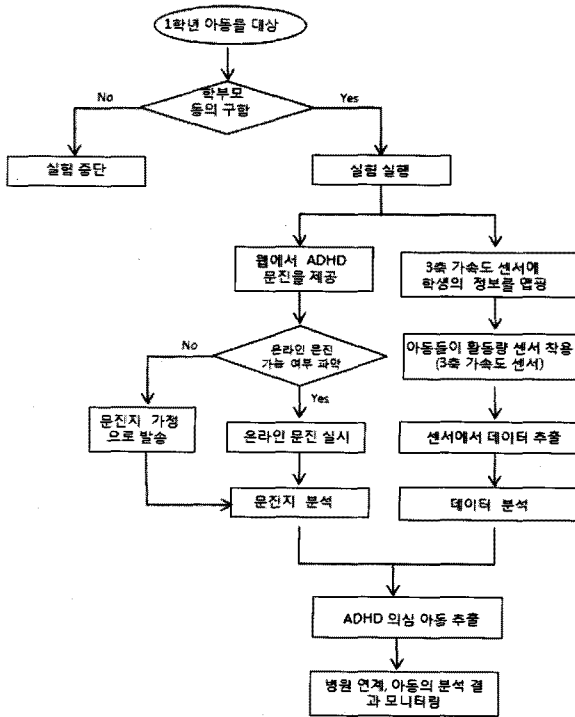 1학년 아동을 대상
학부모
동의 구함
No
Yes
실험 중단
실험 실행
웹에서 ADHD
문진을 제공
3축 가속도 센서에
학생의 정보를 맵핑
온라인 문진
가능 여부 파악
No
Yes
아동들이 활동량 센서 착용
(3축 가속도 센서)
문진지 가정
으로 발송
온라인 문진 실시
센서에서 데이터 추출
문진지 분석
데이터 분석
ADHD 의심 아동 추출
병원 연계, 아동의 분석 결
과 모니터링